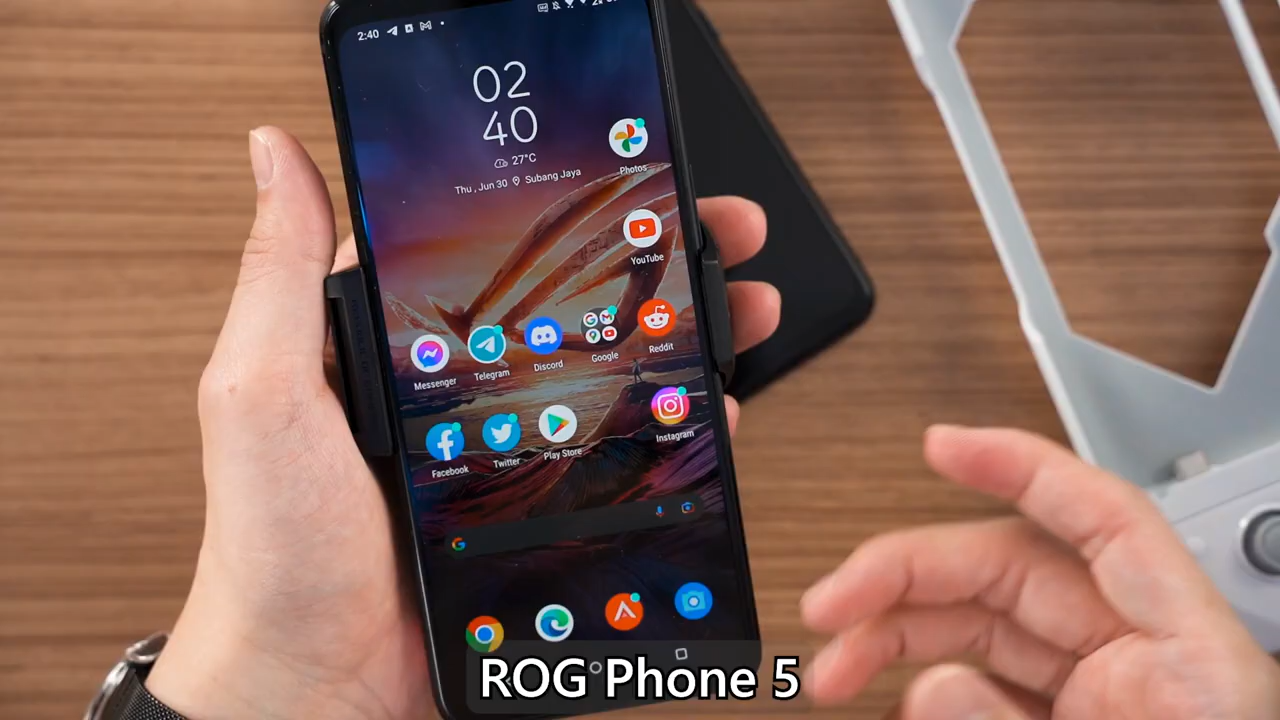 2:40
02
40
27°C
Thu, Jun 30 Subang Jaya
Photos
YouTube
Messenger
Telegram
Discord
Google
Reddit
Facebook
Twitter
Play Store
Instagram
ROG Phone 5